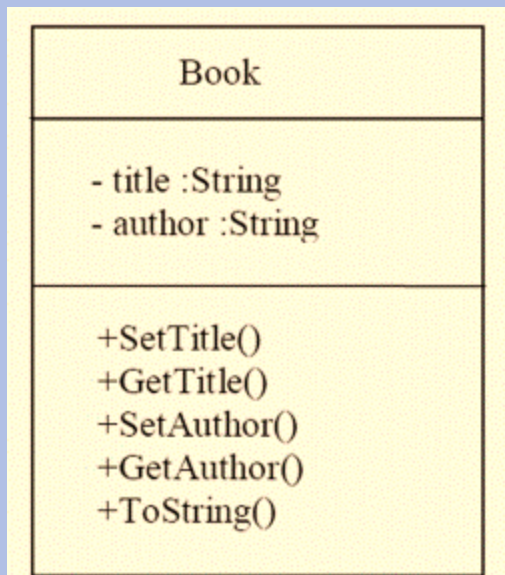 Book
- title :String
- author :String
+SetTitle()
+GetTitle()
+SetAuthor()
+GetAuthor()
+ToString()